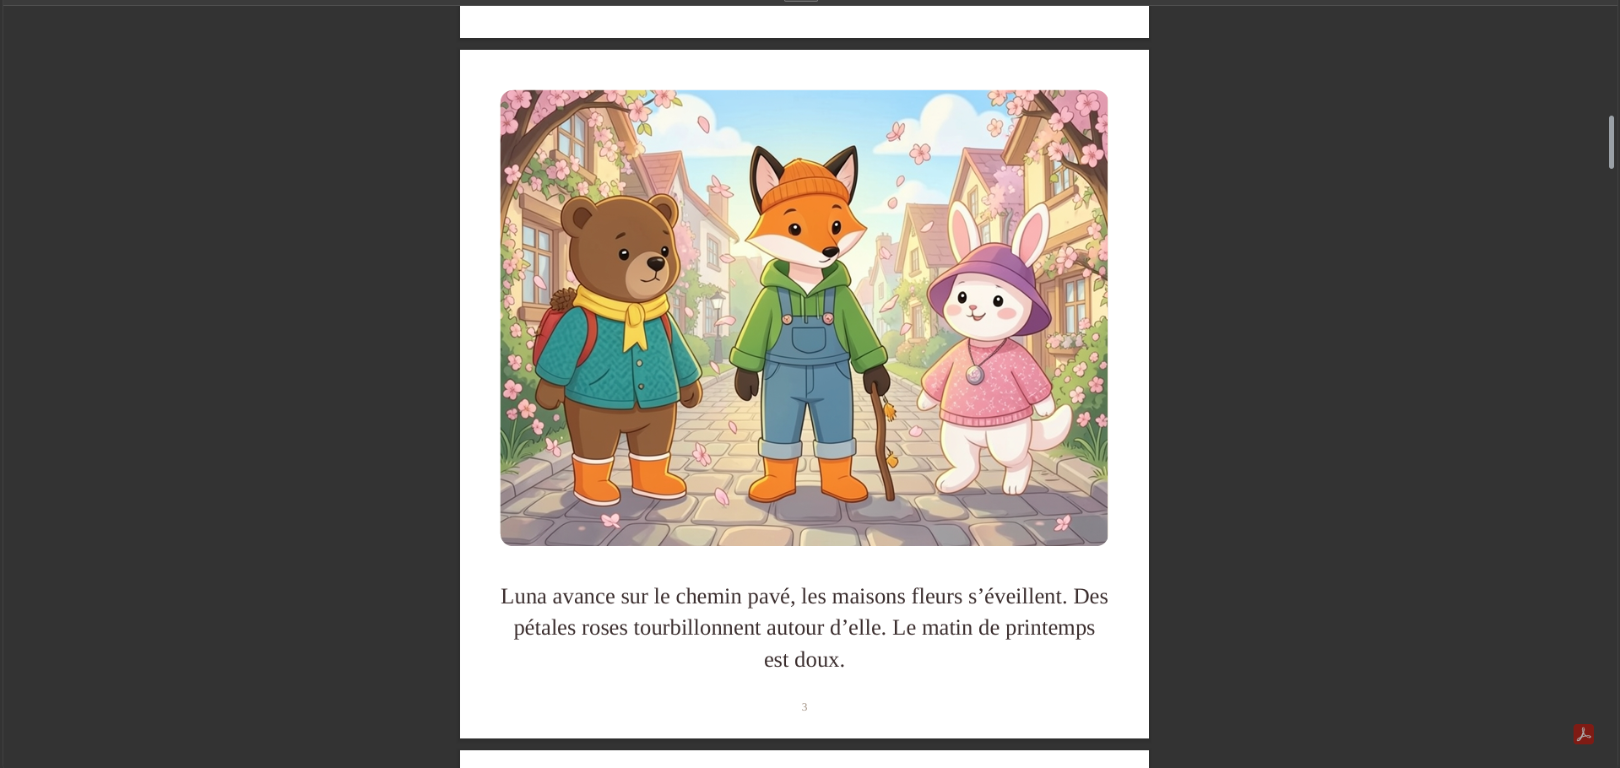 Luna avance sur le chemin pavé, les maisons fleurs s’éveillent. Des
pétales roses tourbillonnent autour d’elle. Le matin de printemps
est doux.
3